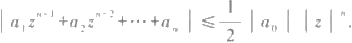 | a₁zⁿ⁻¹+a₂zⁿ⁻²+⋯+aₙ | ≤ 1/2 | a₀ | | z |ⁿ.